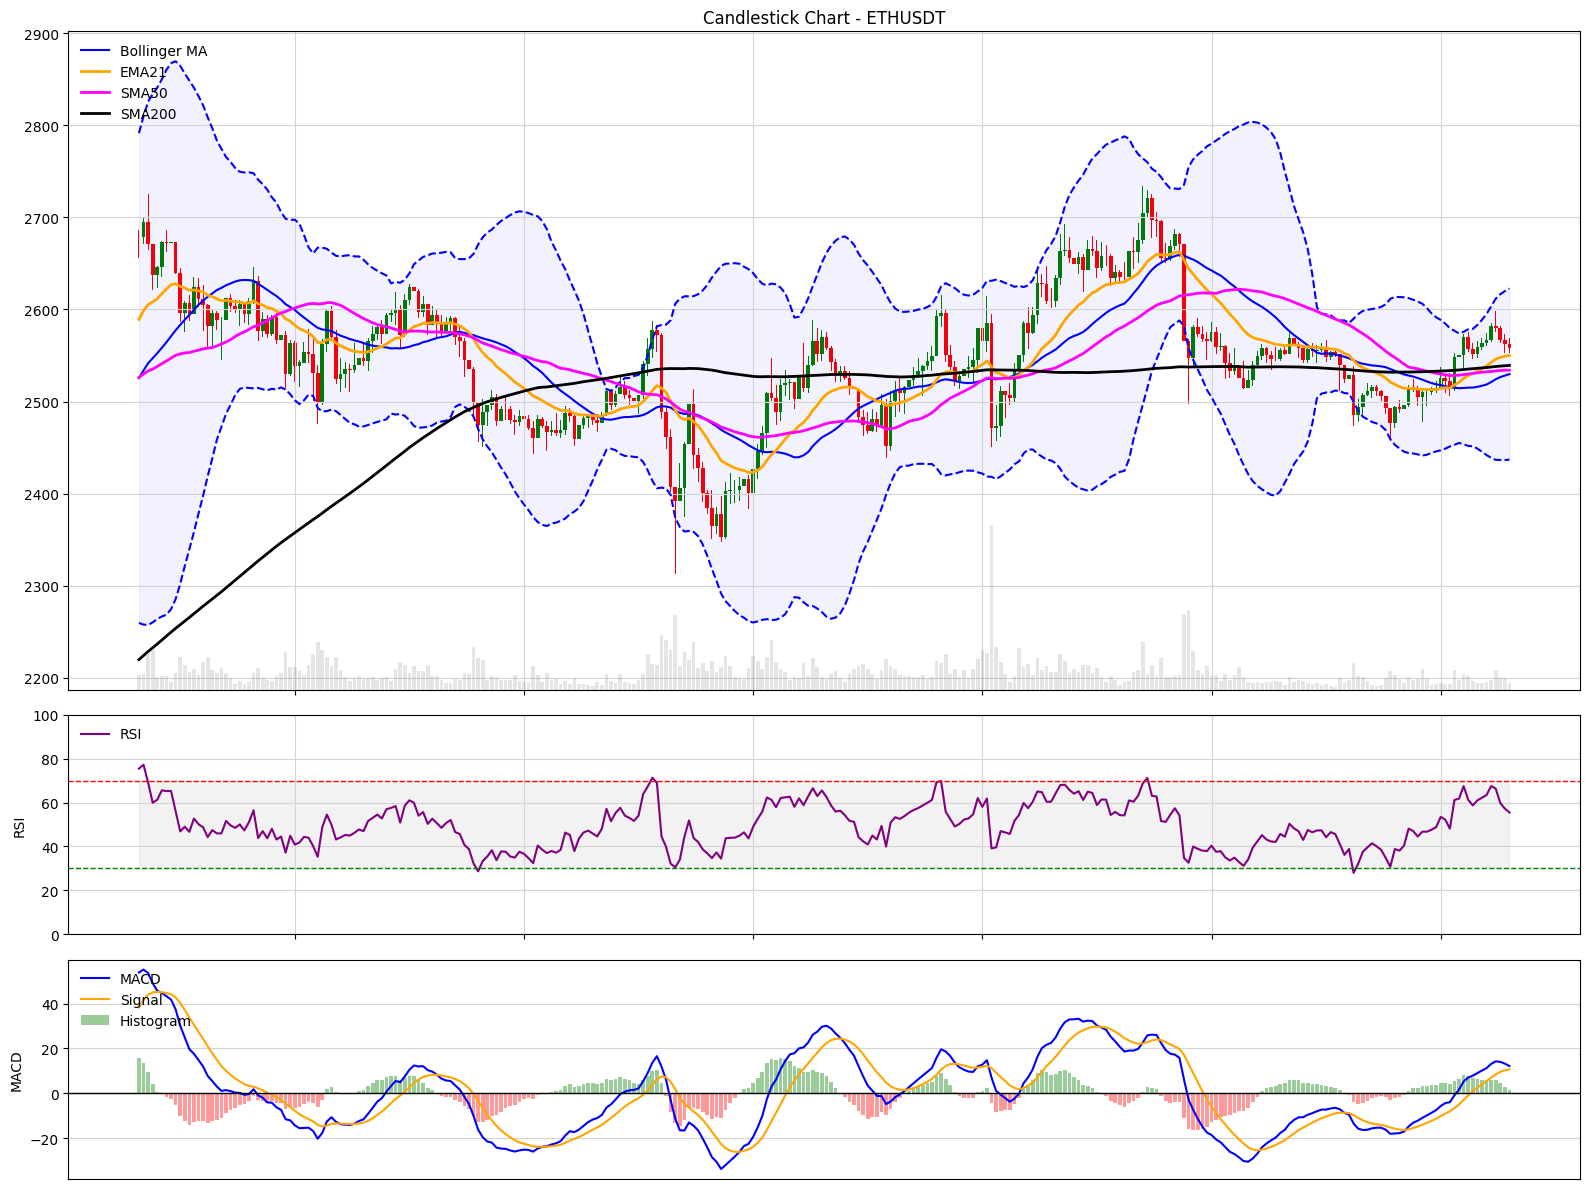 Candlestick Chart - ETHUSDT
2900
2800
2700
2600
2500
2400
2300
2200
Bollinger MA
EMA21
SMA50
SMA200
100
80
60
40
20
0
RSI
RSI
40
20
0
−20
MACD
MACD
Signal
Histogram